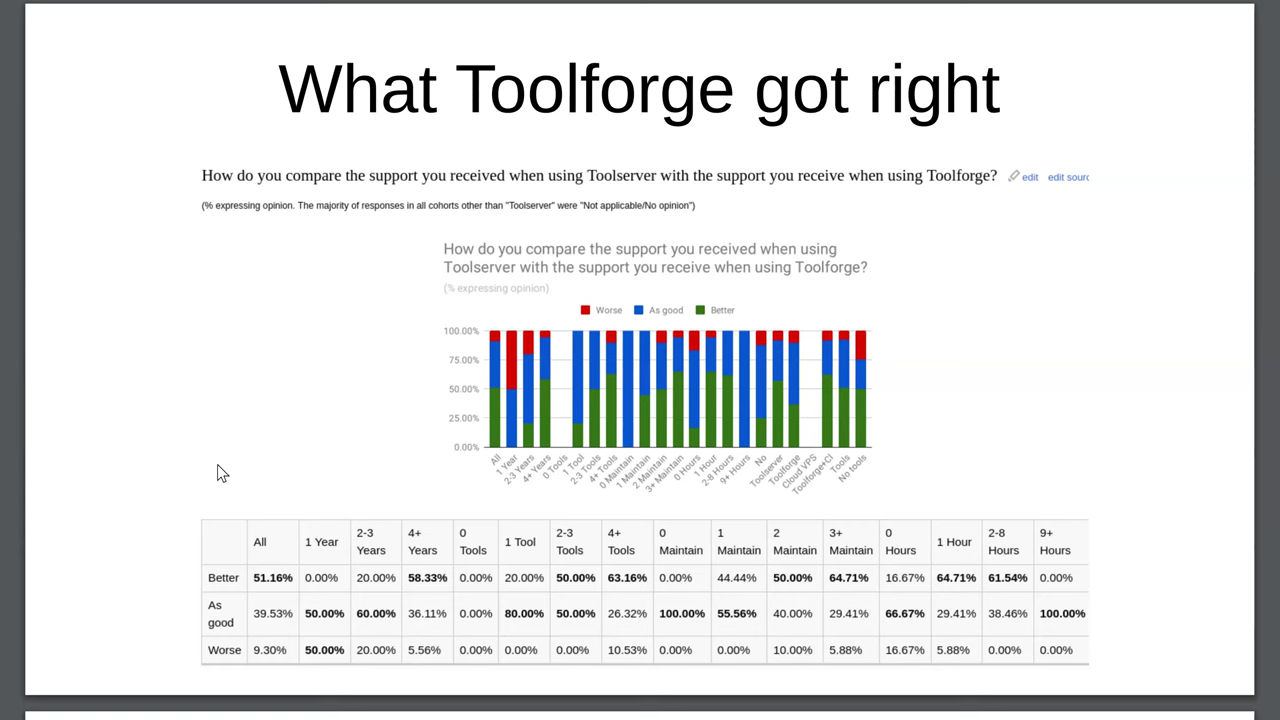 What Toolforge got right
How do you compare the support you received when using Toolserver with the support you receive when using Toolforge? edit edit sourc
(% expressing opinion. The majority of responses in all cohorts other than "Toolserver" were "Not applicable/No opinion")
How do you compare the support you received when using
Toolserver with the support you receive when using Toolforge?
(% expressing opinion)
Worse As good Better
100.00%
75.00%
50.00%
25.00%
0.00%
All 1 Year 2-3 Years 4+ Years 0 Tools 1 Tool 2-3 Tools 4+ Tools 0 Maintain 1 Maintain 2 Maintain 3+ Maintain 0 Hours 1 Hour 2-8 Hours 9+ Hours No Toolserver Toolforge Cloud VPS Toolforge+Cl Tools No tools
All 1 Year 2-3 Years 4+ Years 0 Tools 1 Tool 2-3 Tools 4+ Tools 0 Maintain 1 Maintain 2 Maintain 3+ Maintain 0 Hours 1 Hour 2-8 Hours 9+ Hours
Better 51.16% 0.00% 20.00% 58.33% 0.00% 20.00% 50.00% 63.16% 0.00% 44.44% 50.00% 64.71% 16.67% 64.71% 61.54% 0.00%
As good 39.53% 50.00% 60.00% 36.11% 0.00% 80.00% 50.00% 26.32% 100.00% 55.56% 40.00% 29.41% 66.67% 29.41% 38.46% 100.00%
Worse 9.30% 50.00% 20.00% 5.56% 0.00% 0.00% 0.00% 10.53% 0.00% 0.00% 10.00% 5.88% 16.67% 5.88% 0.00% 0.00%